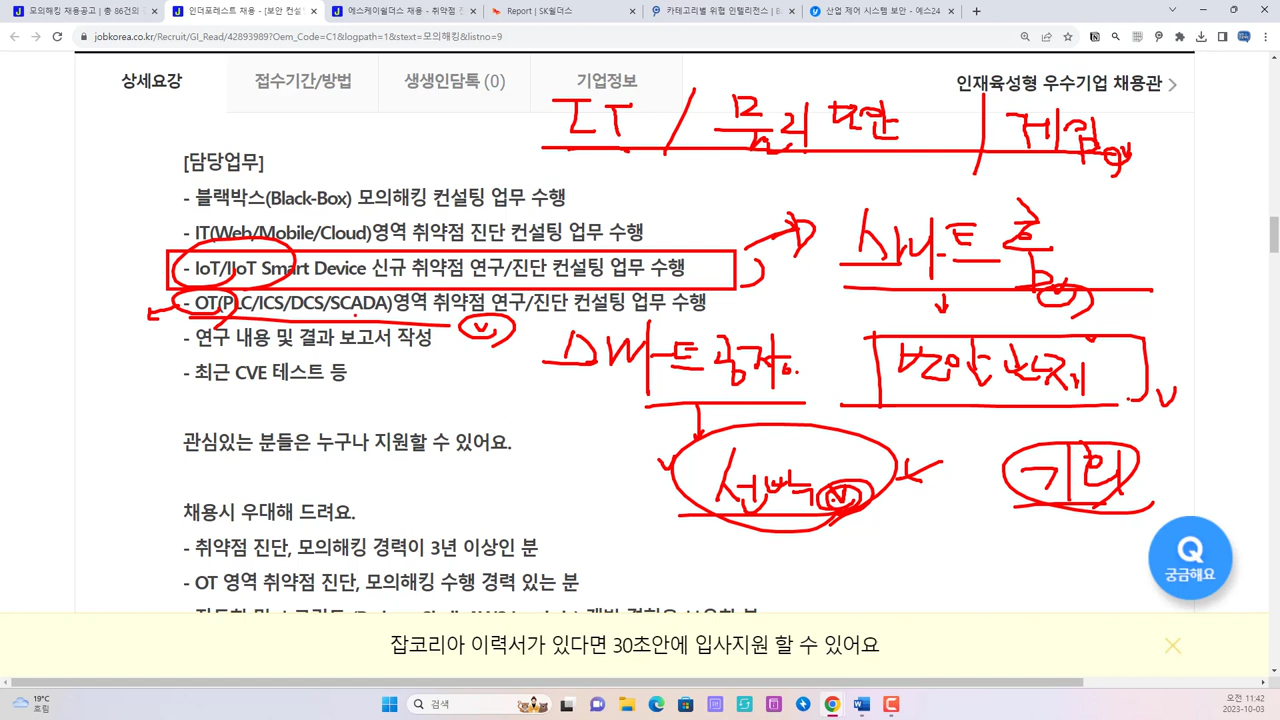 모의해킹 채용공고 | 총 86건의
인더포레스트 채용 - [보안 컨설
에스케이쉴더스 채용 - 취약점 진
Report | SK쉴더스
카테고리별 위협 인텔리전스 | Ba
산업 제어 시스템 보안 - 예스24
jobkorea.co.kr/Recruit/GI_Read/42893989?Oem_Code=C1&logpath=1&stext=모의해킹&listno=9
상세요강
접수기간/방법
생생인담톡 (0)
기업정보
인재육성형 우수기업 채용관
IT / 물리보안 | 개인
[담당업무]
- 블랙박스(Black-Box) 모의해킹 컨설팅 업무 수행
- IT(Web/Mobile/Cloud)영역 취약점 진단 컨설팅 업무 수행
- IoT/IIoT Smart Device 신규 취약점 연구/진단 컨설팅 업무 수행
스마트 홈
- OT(PLC/ICS/DCS/SCADA)영역 취약점 연구/진단 컨설팅 업무 수행
- 연구 내용 및 결과 보고서 작성
스마트공장
보안문제
- 최근 CVE 테스트 등
관심있는 분들은 누구나 지원할 수 있어요.
기회
채용시 우대해 드려요.
- 취약점 진단, 모의해킹 경력이 3년 이상인 분
Q
궁금해요
- OT 영역 취약점 진단, 모의해킹 수행 경력 있는 분
잡코리아 이력서가 있다면 30초안에 입사지원 할 수 있어요
19°C
흐림
검색
오전 11:42
2023-10-03